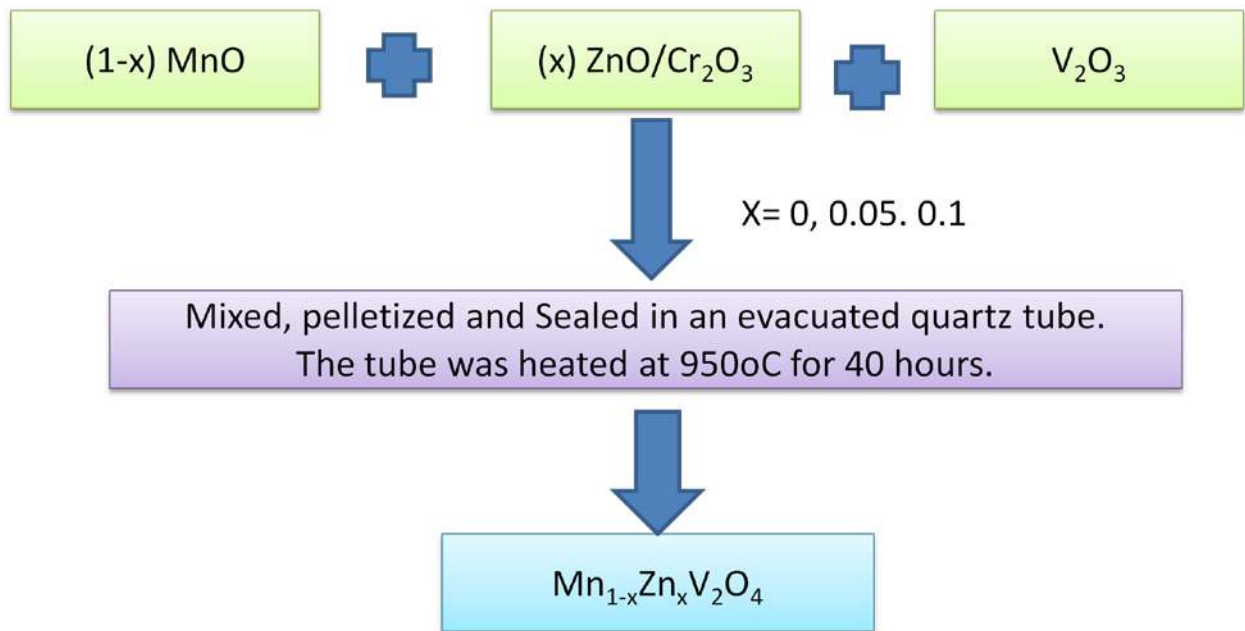 (1-x) MnO
(x) ZnO/Cr₂O₃
V₂O₃
X= 0, 0.05. 0.1
Mixed, pelletized and Sealed in an evacuated quartz tube.
The tube was heated at 950oC for 40 hours.
Mn₁₋ₓZnₓV₂O₄